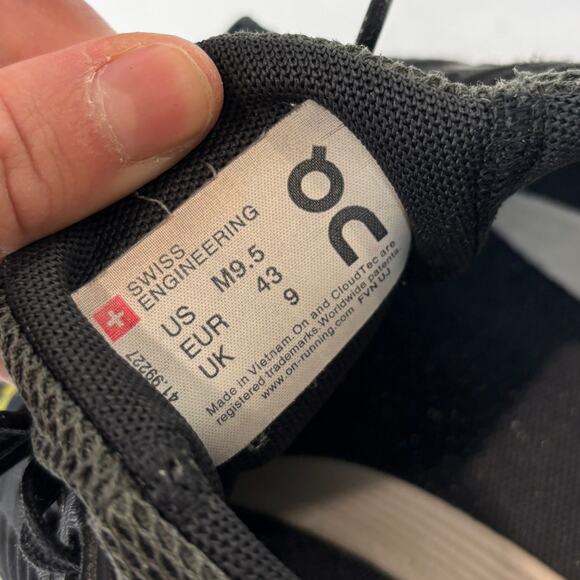 on
SWISS
ENGINEERING
US M9.5
EUR 43
UK 9
Made in Vietnam. On and CloudTec are
registered trademarks. Worldwide patents.
www.on-running.com FVN UJ
41.99227